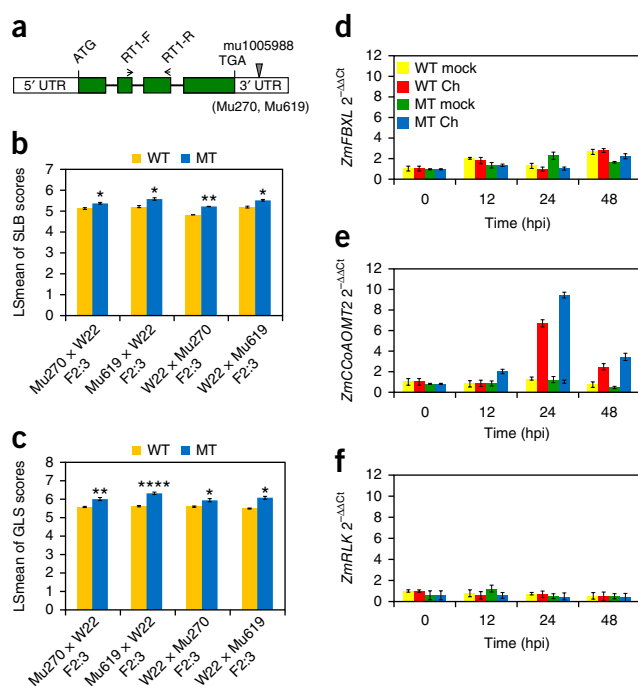 a
ATG
RT1-F
RT1-R
mu1005988
TGA
5′ UTR
3′ UTR
(Mu270, Mu619)
b
WT MT
LSmean of SLB scores
7
6
5
4
3
2
1
0
* * ** *
Mu270 × W22 F2:3
Mu619 × W22 F2:3
W22 × Mu270 F2:3
W22 × Mu619 F2:3
c
WT MT
LSmean of GLS scores
8
7
6
5
4
3
2
1
0
** **** * *
Mu270 × W22 F2:3
Mu619 × W22 F2:3
W22 × Mu270 F2:3
W22 × Mu619 F2:3
d
ZmFBXL 2−ΔΔCt
12
10
8
6
4
2
0
WT mock
WT Ch
MT mock
MT Ch
0 12 24 48
Time (hpi)
e
ZmCCoAOMT2 2−ΔΔCt
12
10
8
6
4
2
0
0 12 24 48
Time (hpi)
f
ZmRLK 2−ΔΔCt
12
10
8
6
4
2
0
0 12 24 48
Time (hpi)